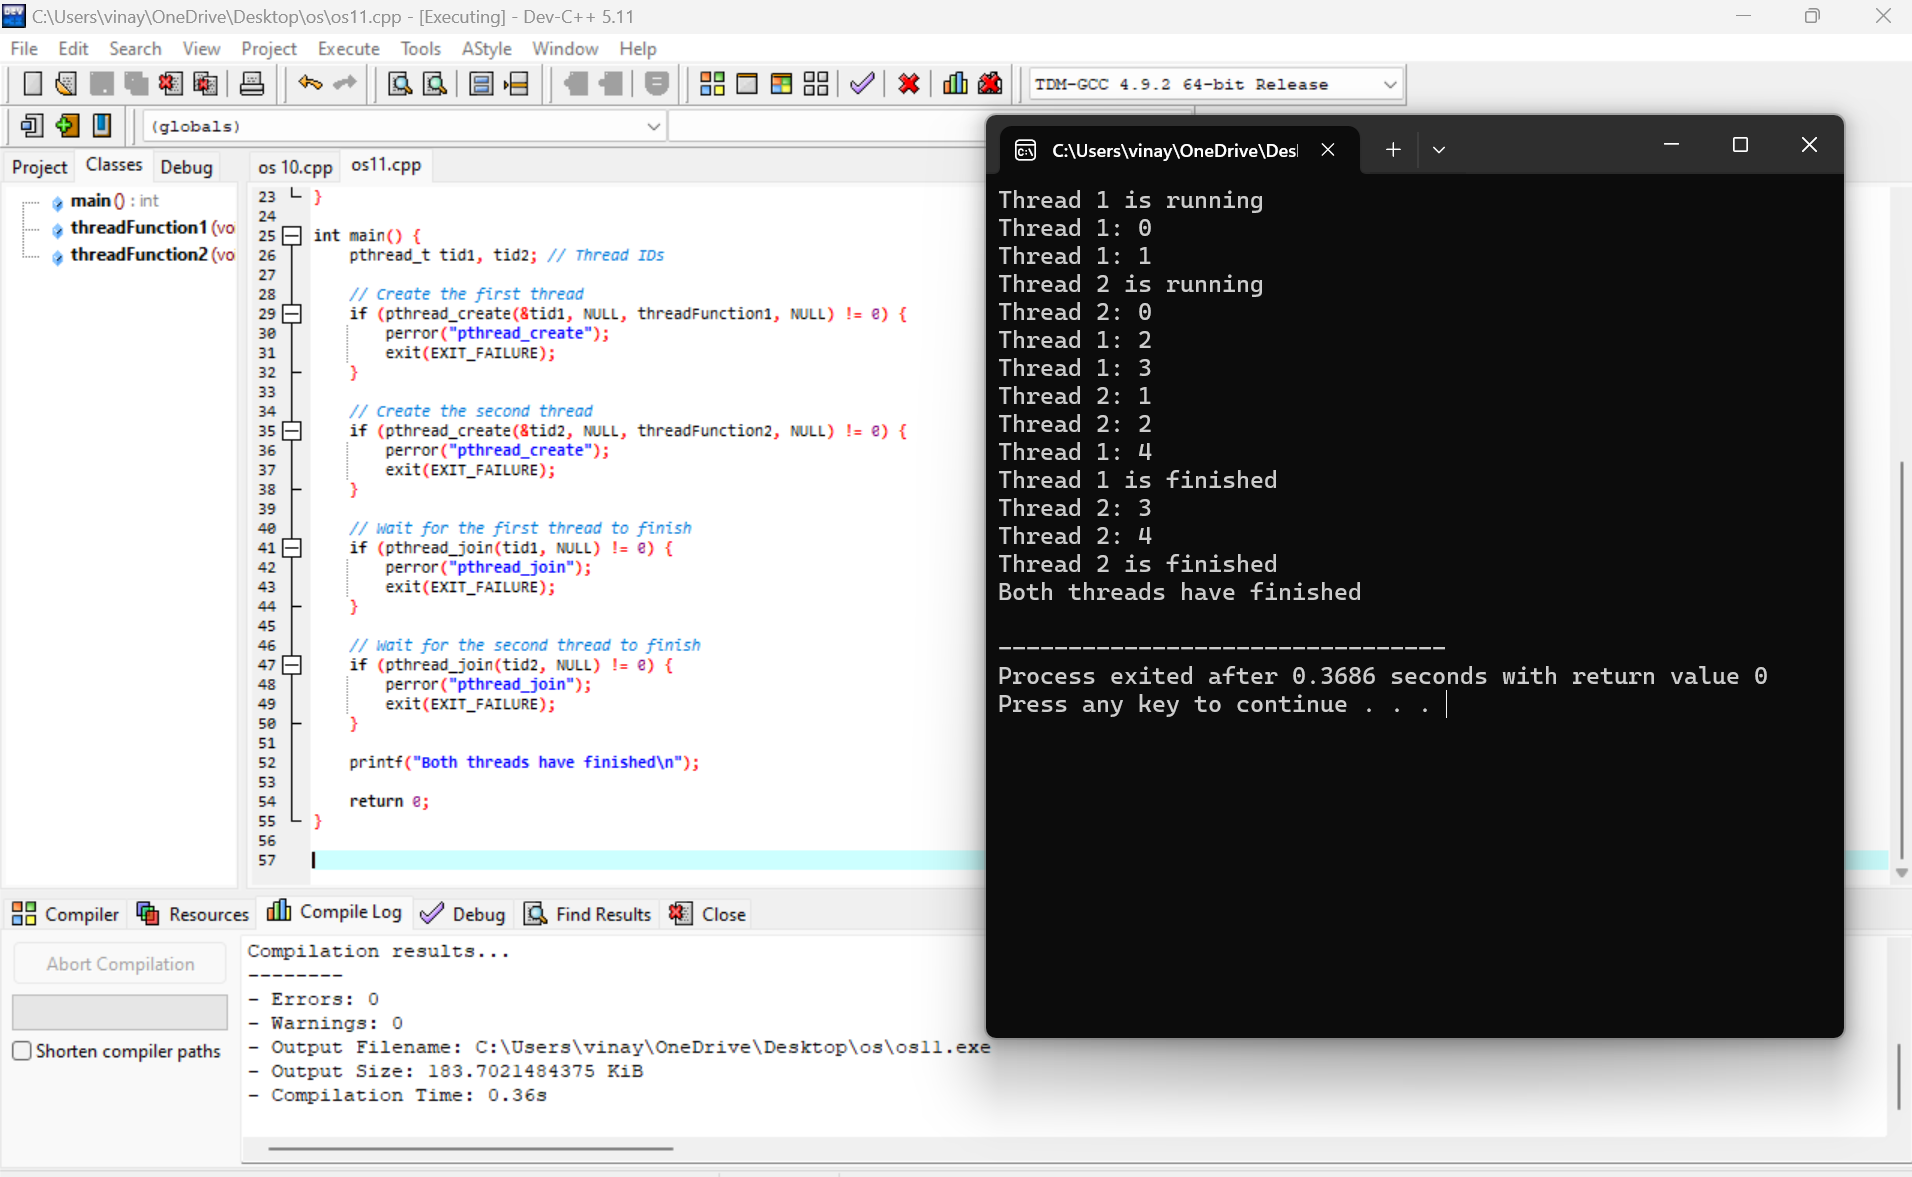 C:\Users\vinay\OneDrive\Desktop\os\os11.cpp - [Executing] - Dev-C++ 5.11
File Edit Search View Project Execute Tools AStyle Window Help
TDM-GCC 4.9.2 64-bit Release
(globals)
Project Classes Debug
os 10.cpp os11.cpp
main () : int
threadFunction1 (vo
threadFunction2 (vo
23 }
24
25 int main() {
26 pthread_t tid1, tid2; // Thread IDs
27
28 // Create the first thread
29 if (pthread_create(&tid1, NULL, threadFunction1, NULL) != 0) {
30 perror("pthread_create");
31 exit(EXIT_FAILURE);
32 }
33
34 // Create the second thread
35 if (pthread_create(&tid2, NULL, threadFunction2, NULL) != 0) {
36 perror("pthread_create");
37 exit(EXIT_FAILURE);
38 }
39
40 // Wait for the first thread to finish
41 if (pthread_join(tid1, NULL) != 0) {
42 perror("pthread_join");
43 exit(EXIT_FAILURE);
44 }
45
46 // Wait for the second thread to finish
47 if (pthread_join(tid2, NULL) != 0) {
48 perror("pthread_join");
49 exit(EXIT_FAILURE);
50 }
51
52 printf("Both threads have finished\n");
53
54 return 0;
55 }
56
57
C:\Users\vinay\OneDrive\Des
Thread 1 is running
Thread 1: 0
Thread 1: 1
Thread 2 is running
Thread 2: 0
Thread 1: 2
Thread 1: 3
Thread 2: 1
Thread 2: 2
Thread 1: 4
Thread 1 is finished
Thread 2: 3
Thread 2: 4
Thread 2 is finished
Both threads have finished
--------------------------------
Process exited after 0.3686 seconds with return value 0
Press any key to continue . . .
Compiler Resources Compile Log Debug Find Results Close
Abort Compilation
Shorten compiler paths
Compilation results...
--------
- Errors: 0
- Warnings: 0
- Output Filename: C:\Users\vinay\OneDrive\Desktop\os\os11.exe
- Output Size: 183.7021484375 KiB
- Compilation Time: 0.36s